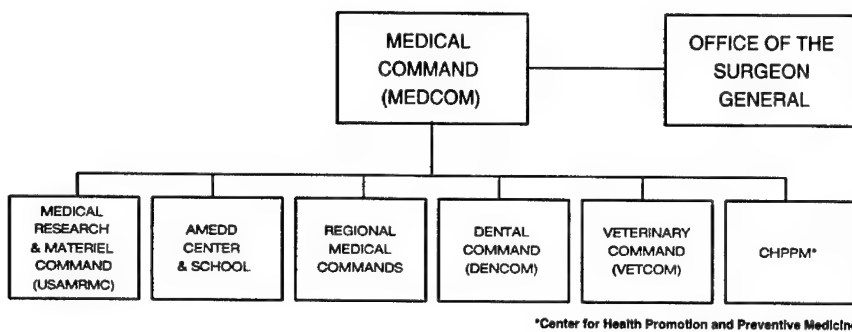 MEDICAL
COMMAND
(MEDCOM)
OFFICE OF THE
SURGEON
GENERAL
MEDICAL
RESEARCH
& MATERIEL
COMMAND
(USAMRMC)
AMEDD
CENTER
& SCHOOL
REGIONAL
MEDICAL
COMMANDS
DENTAL
COMMAND
(DENCOM)
VETERINARY
COMMAND
(VETCOM)
CHPPM*
*Center for Health Promotion and Preventive Medicine